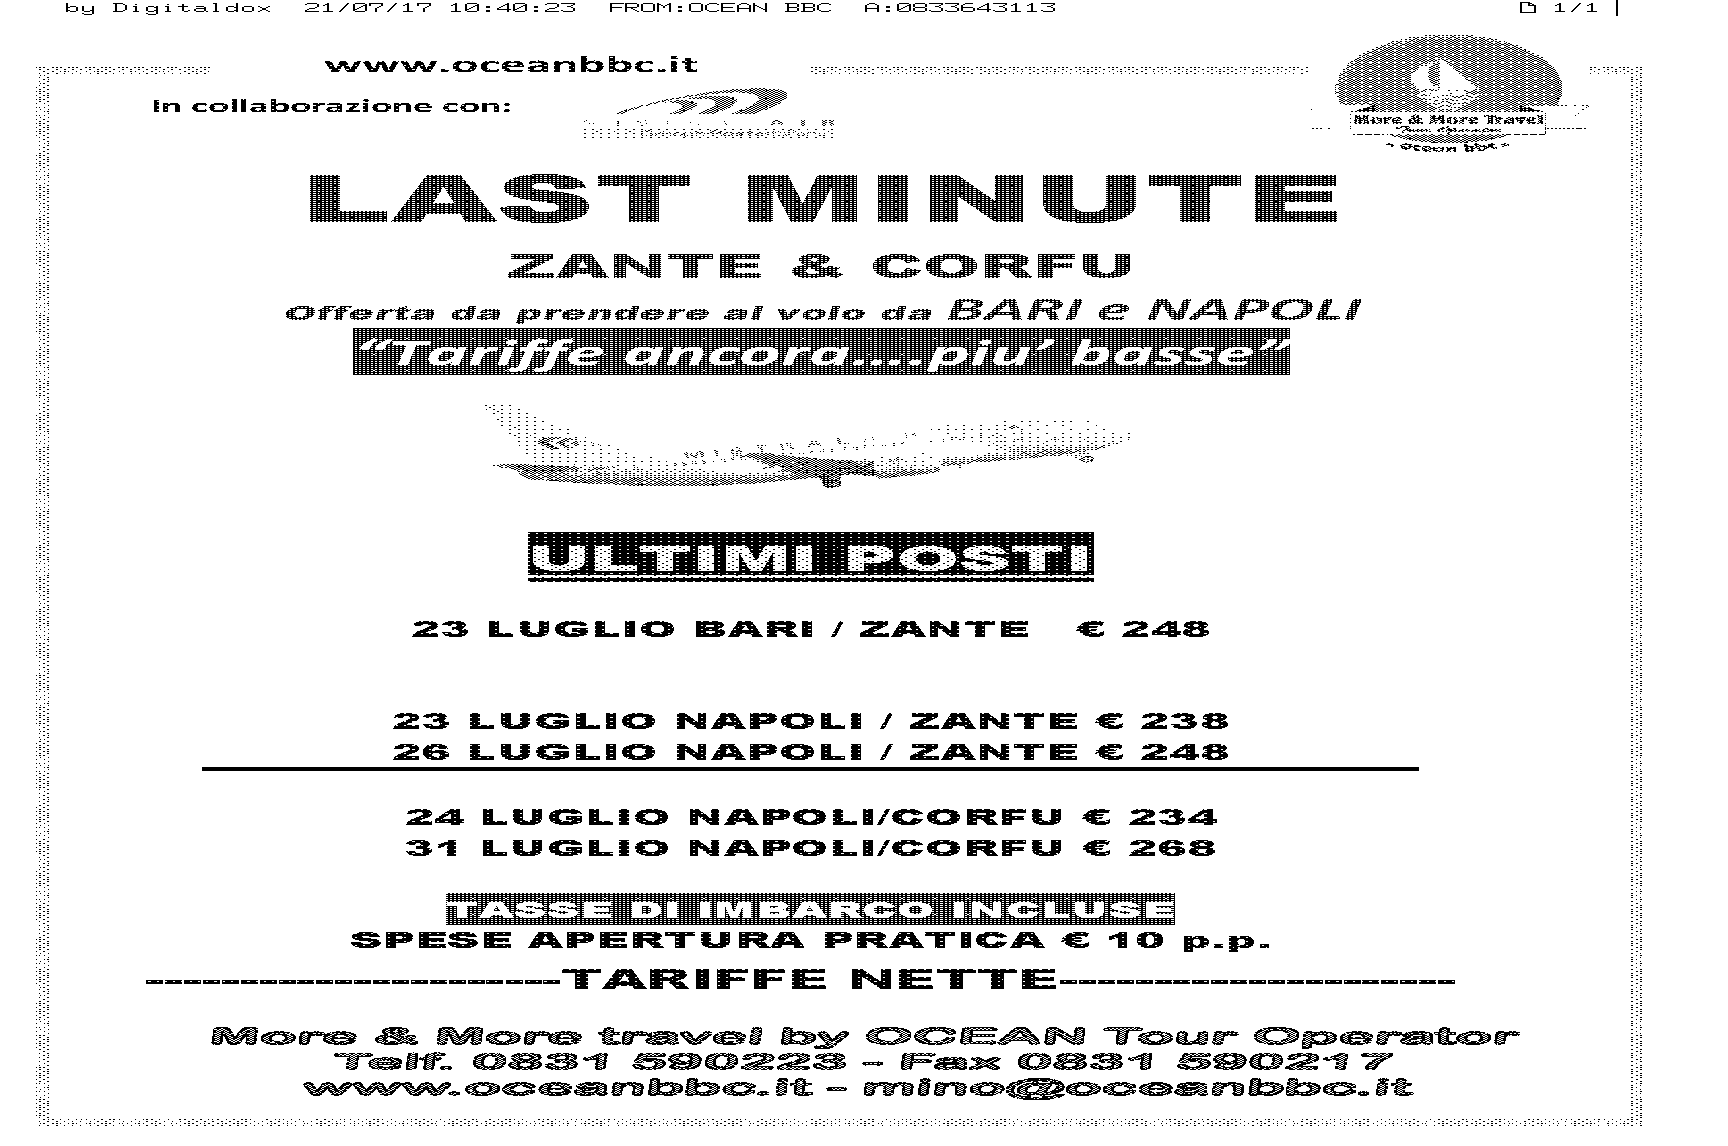 by Digitaldox 21/07/17 10:40:23 FROM:OCEAN BBC A:0833643113 1/1
www.oceanbbc.it
In collaborazione con:
More & More Travel
Tour Operator
Ocean bbc
LAST MINUTE
ZANTE & CORFU
Offerta da prendere al volo da BARI e NAPOLI
“Tariffe ancora....piu’ basse”
ULTIMI POSTI
23 LUGLIO BARI / ZANTE € 248
23 LUGLIO NAPOLI / ZANTE € 238
26 LUGLIO NAPOLI / ZANTE € 248
24 LUGLIO NAPOLI/CORFU € 234
31 LUGLIO NAPOLI/CORFU € 268
TASSE DI IMBARCO INCLUSE
SPESE APERTURA PRATICA € 10 p.p.
----------------------TARIFFE NETTE---------------------
More & More travel by OCEAN Tour Operator
Telf. 0831 590223 - Fax 0831 590217
www.oceanbbc.it - mino@oceanbbc.it